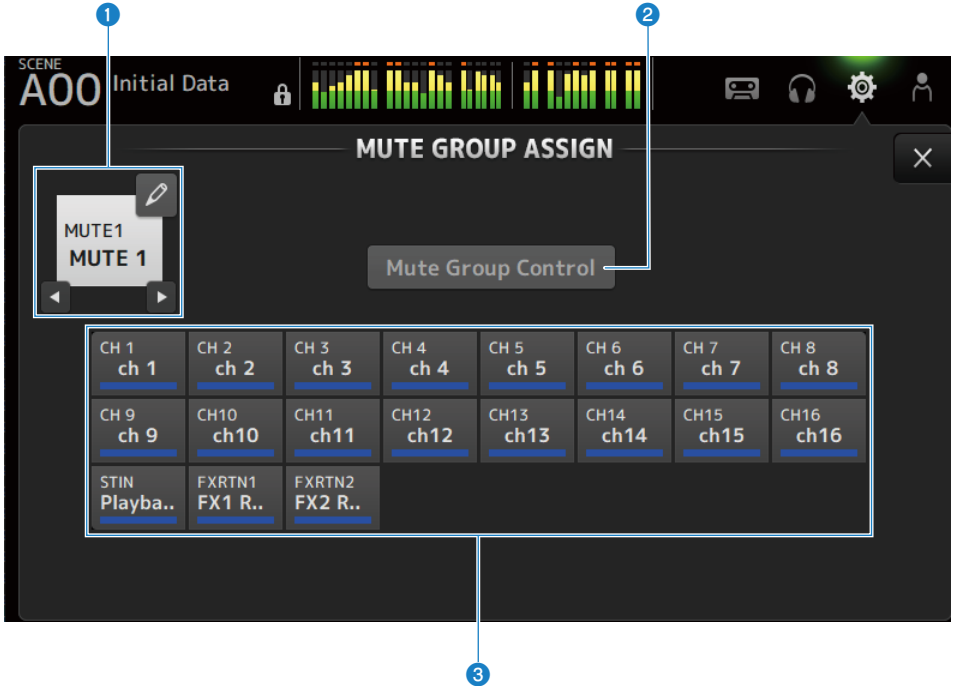 1
2
SCENE
A00 Initial Data
MUTE GROUP ASSIGN
MUTE1
MUTE 1
Mute Group Control
CH 1 CH 2 CH 3 CH 4 CH 5 CH 6 CH 7 CH 8
ch 1 ch 2 ch 3 ch 4 ch 5 ch 6 ch 7 ch 8
CH 9 CH10 CH11 CH12 CH13 CH14 CH15 CH16
ch 9 ch10 ch11 ch12 ch13 ch14 ch15 ch16
STIN FXRTN1 FXRTN2
Playba.. FX1 R.. FX2 R..
3